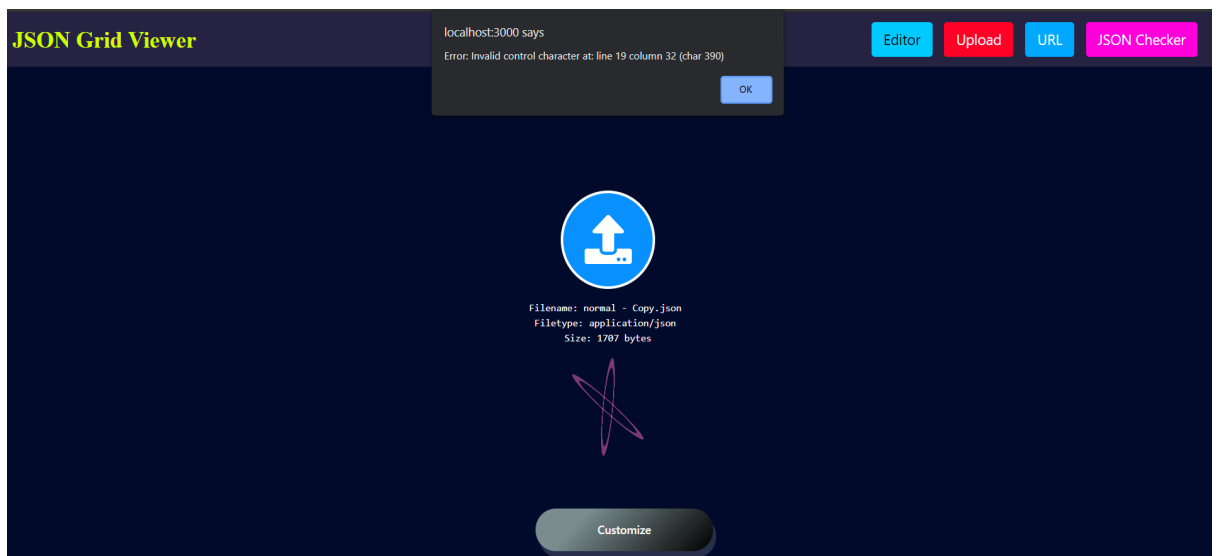 JSON Grid Viewer
localhost:3000 says
Error: Invalid control character at: line 19 column 32 (char 390)
OK
Editor
Upload
URL
JSON Checker
Filename: normal - Copy.json
Filetype: application/json
Size: 1707 bytes
Customize